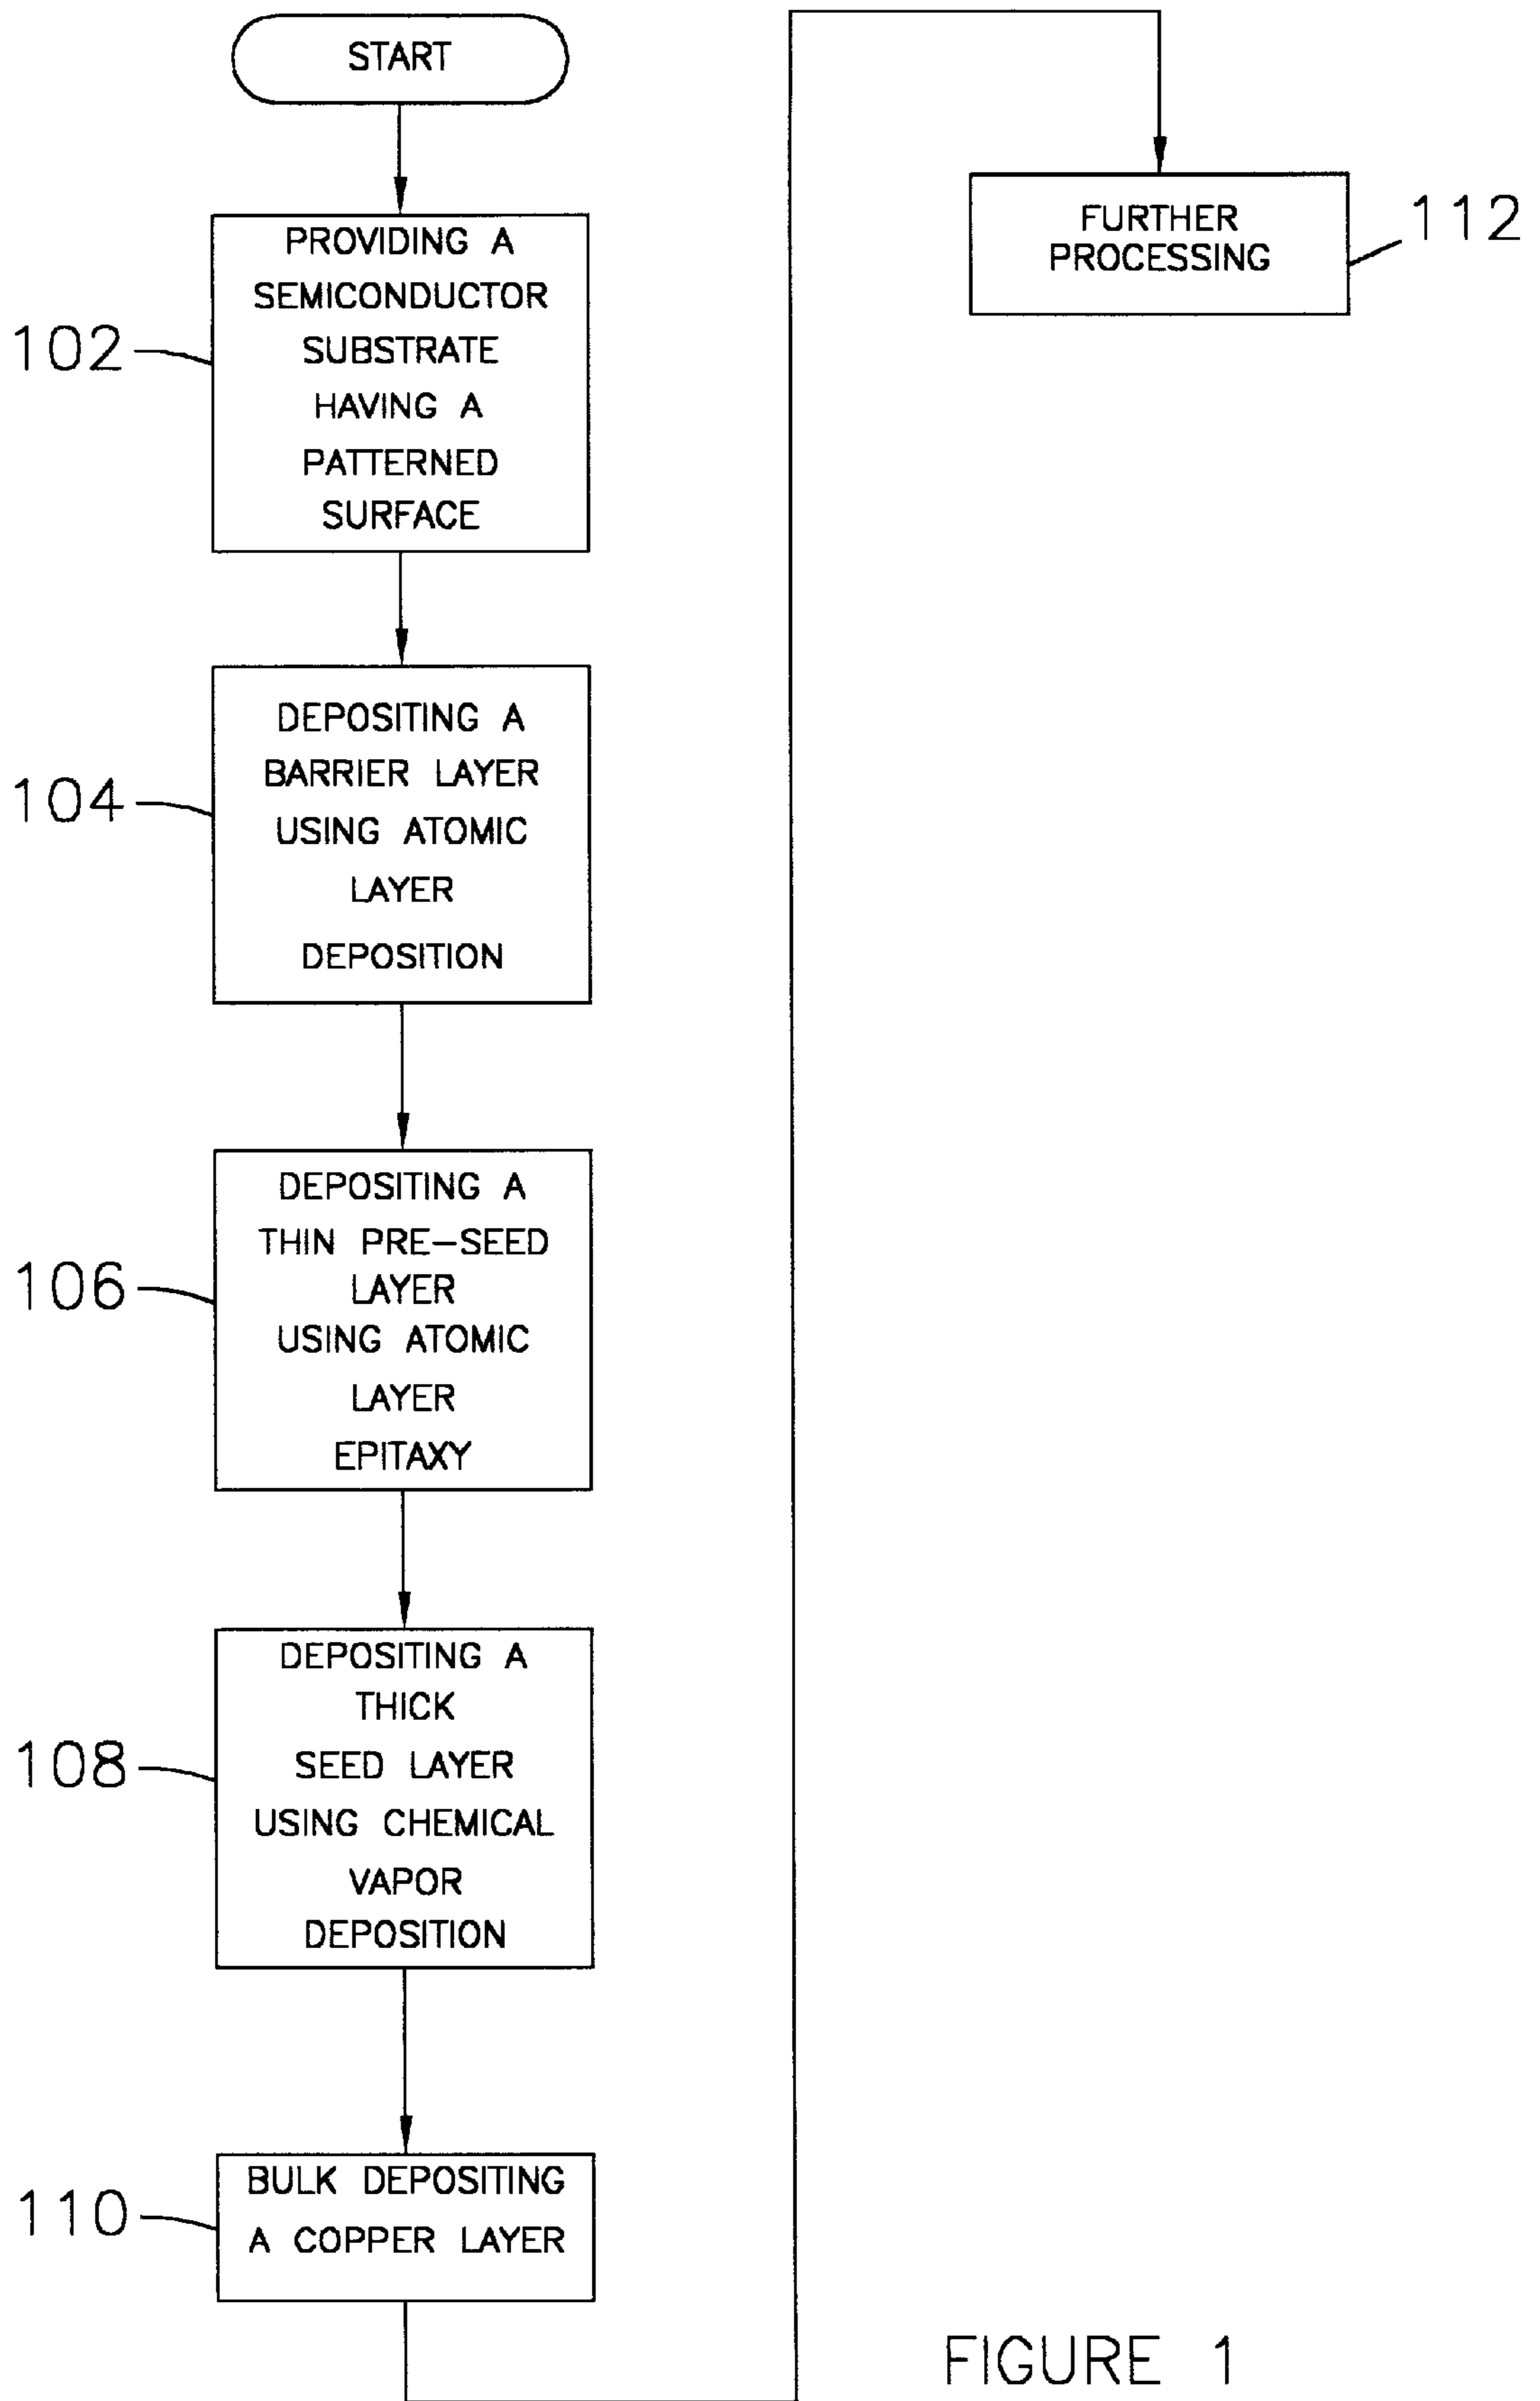 START
102
PROVIDING A
SEMICONDUCTOR
SUBSTRATE
HAVING A
PATTERNED
SURFACE
104
DEPOSITING A
BARRIER LAYER
USING ATOMIC
LAYER
DEPOSITION
106
DEPOSITING A
THIN PRE-SEED
LAYER
USING ATOMIC
LAYER
EPITAXY
108
DEPOSITING A
THICK
SEED LAYER
USING CHEMICAL
VAPOR
DEPOSITION
110
BULK DEPOSITING
A COPPER LAYER
FURTHER
PROCESSING
112
FIGURE 1